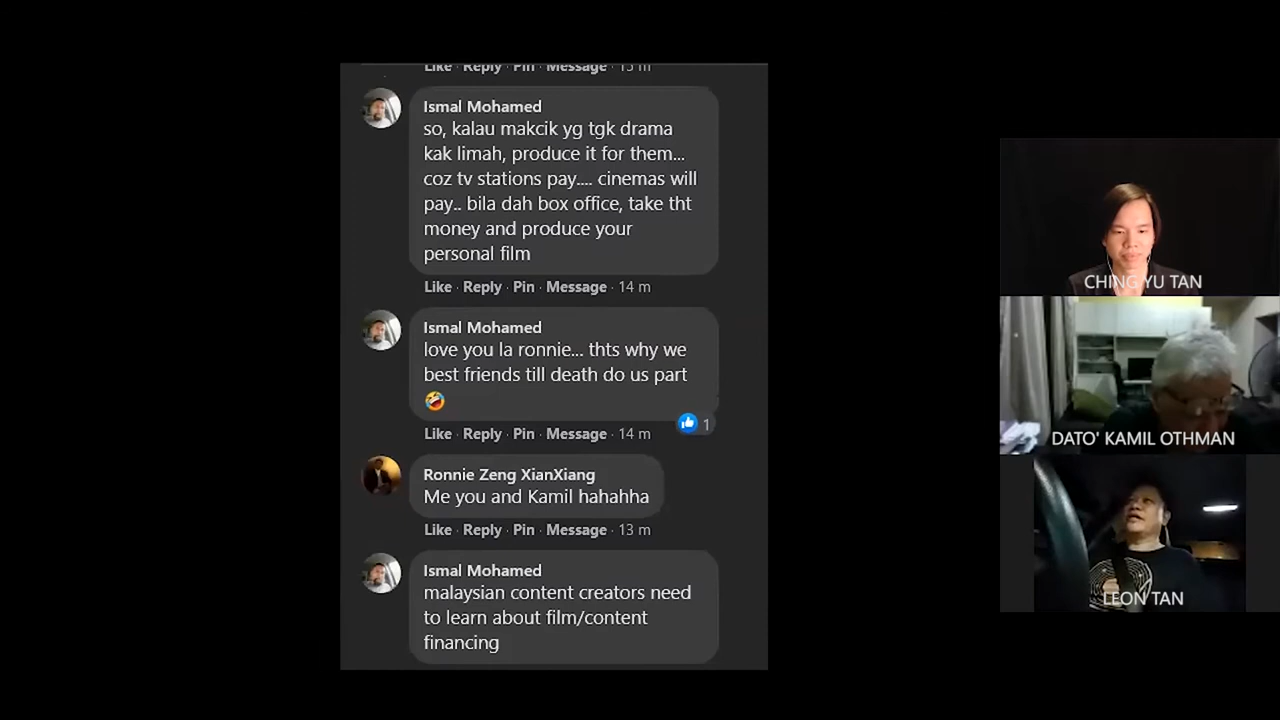 Like · Reply · Pin · Message · 15 m
Ismal Mohamed
so, kalau makcik yg tgk drama
kak limah, produce it for them...
coz tv stations pay.... cinemas will
pay.. bila dah box office, take tht
money and produce your
personal film
Like · Reply · Pin · Message · 14 m
Ismal Mohamed
love you la ronnie... thts why we
best friends till death do us part
🤣
1
Like · Reply · Pin · Message · 14 m
Ronnie Zeng XianXiang
Me you and Kamil hahahha
Like · Reply · Pin · Message · 13 m
Ismal Mohamed
malaysian content creators need
to learn about film/content
financing
CHING YU TAN
DATO' KAMIL OTHMAN
LEON TAN